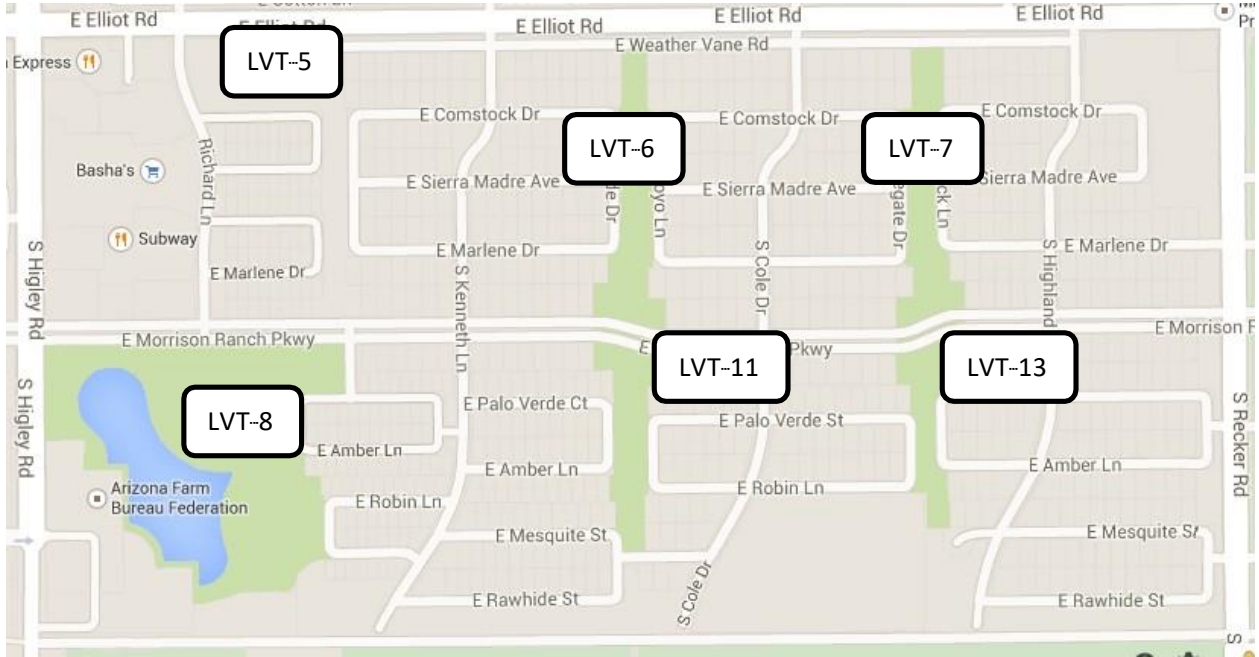 E Elliot Rd
E Elliot Rd
E Elliot Rd
E Elliot Rd
E Elliot Rd
E Weather Vane Rd
Express
LVT-5
E Comstock Dr
E Comstock Dr
E Comstock Dr
LVT-6
LVT-7
Richard Ln
Basha's
E Sierra Madre Ave
E Sierra Madre Ave
Sierra Madre Ave
Subway
E Marlene Dr
E Marlene Dr
E Marlene Dr
S Higley Rd
S Kenneth Ln
S Cole Dr
S Highland
E Morrison Ranch Pkwy
E
Pkwy
E Morrison
LVT-11
LVT-13
S Higley Rd
LVT-8
E Palo Verde Ct
E Palo Verde St
S Recker Rd
E Amber Ln
E Amber Ln
E Amber Ln
Arizona Farm
Bureau Federation
E Robin Ln
E Robin Ln
E Mesquite St
E Mesquite St
S Cole Dr
E Rawhide St
E Rawhide St
S